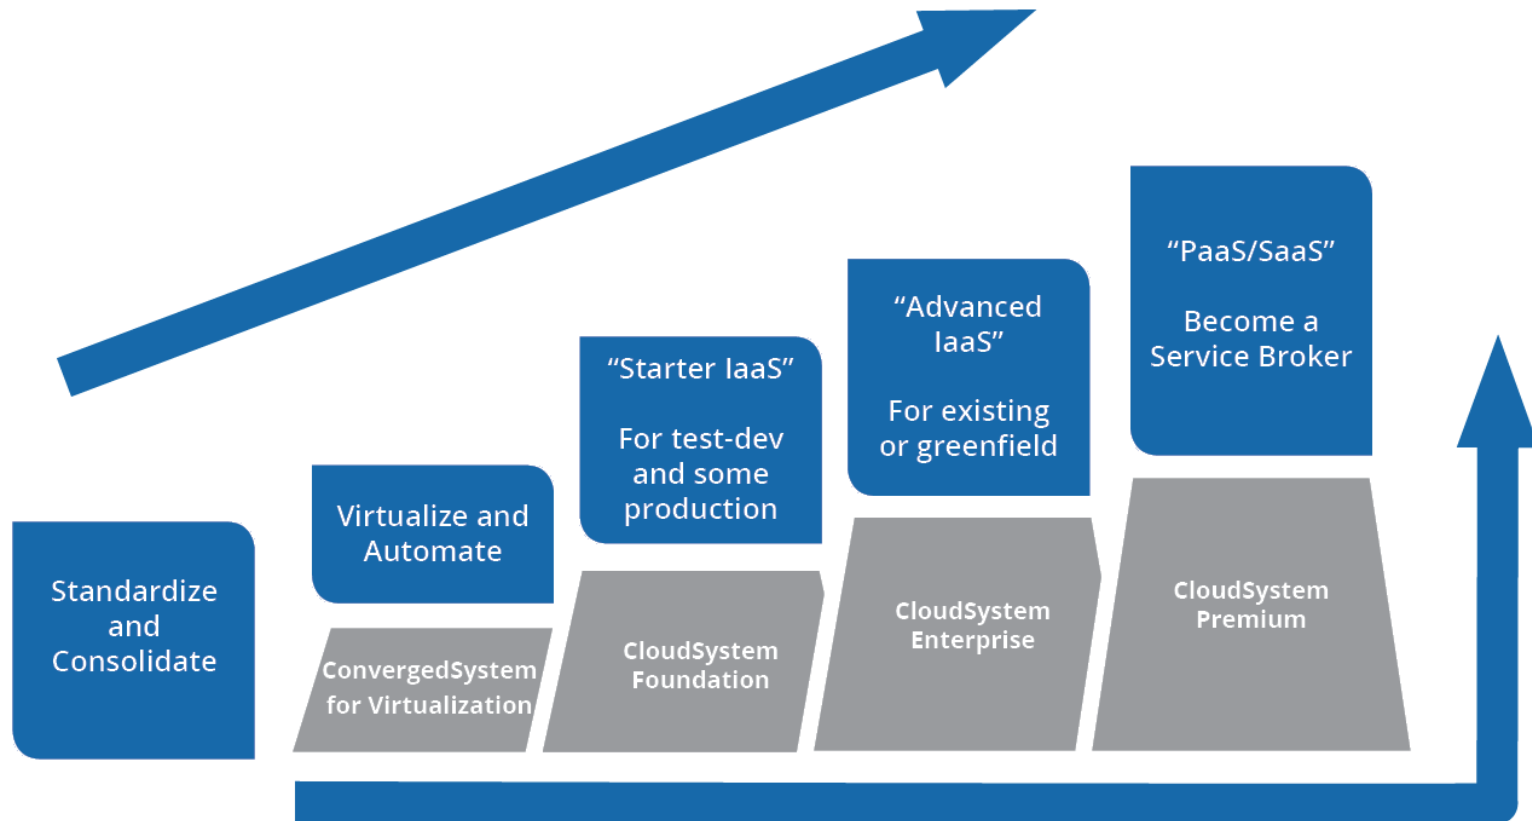 Standardize
and
Consolidate
Virtualize and
Automate
ConvergedSystem
for Virtualization
“Starter IaaS”
For test-dev
and some
production
CloudSystem
Foundation
“Advanced
IaaS”
For existing
or greenfield
CloudSystem
Enterprise
“PaaS/SaaS”
Become a
Service Broker
CloudSystem
Premium